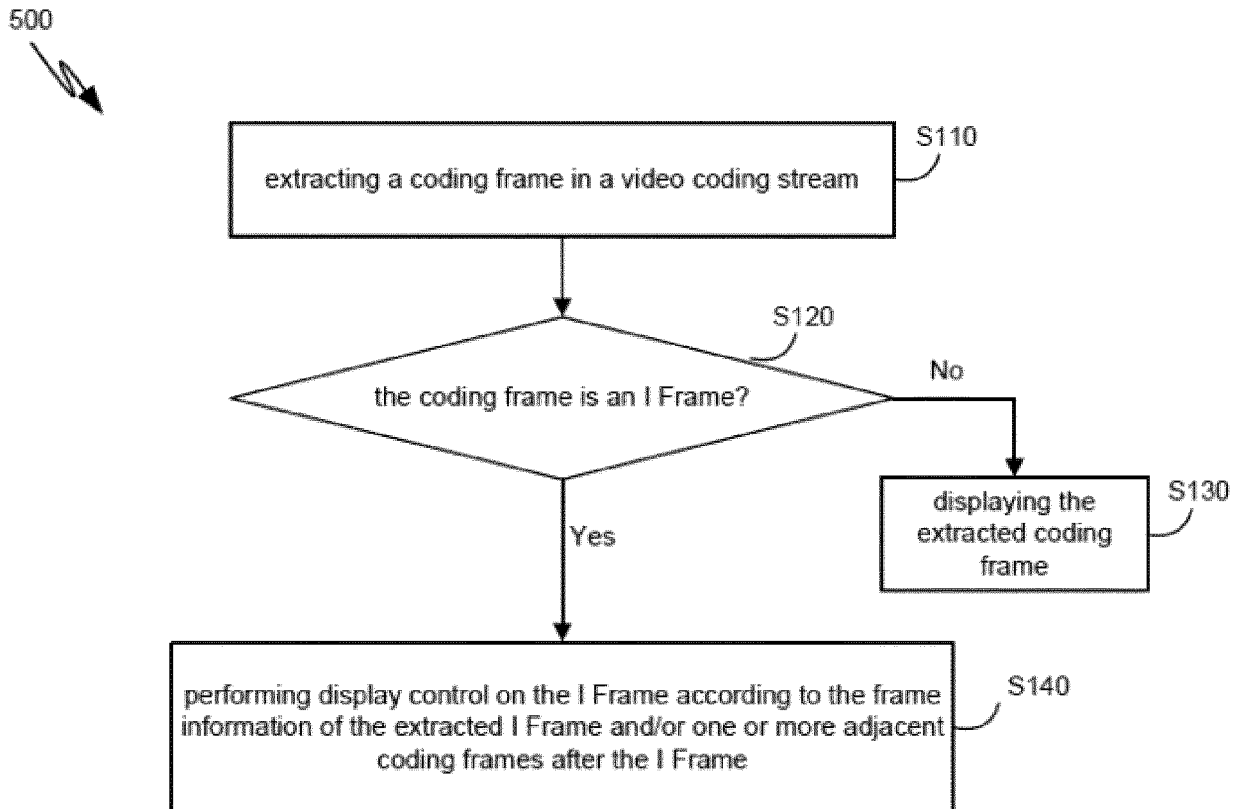 500
S110
extracting a coding frame in a video coding stream
S120
the coding frame is an I Frame?
No
S130
displaying the
extracted coding
frame
Yes
S140
performing display control on the I Frame according to the frame
information of the extracted I Frame and/or one or more adjacent
coding frames after the I Frame